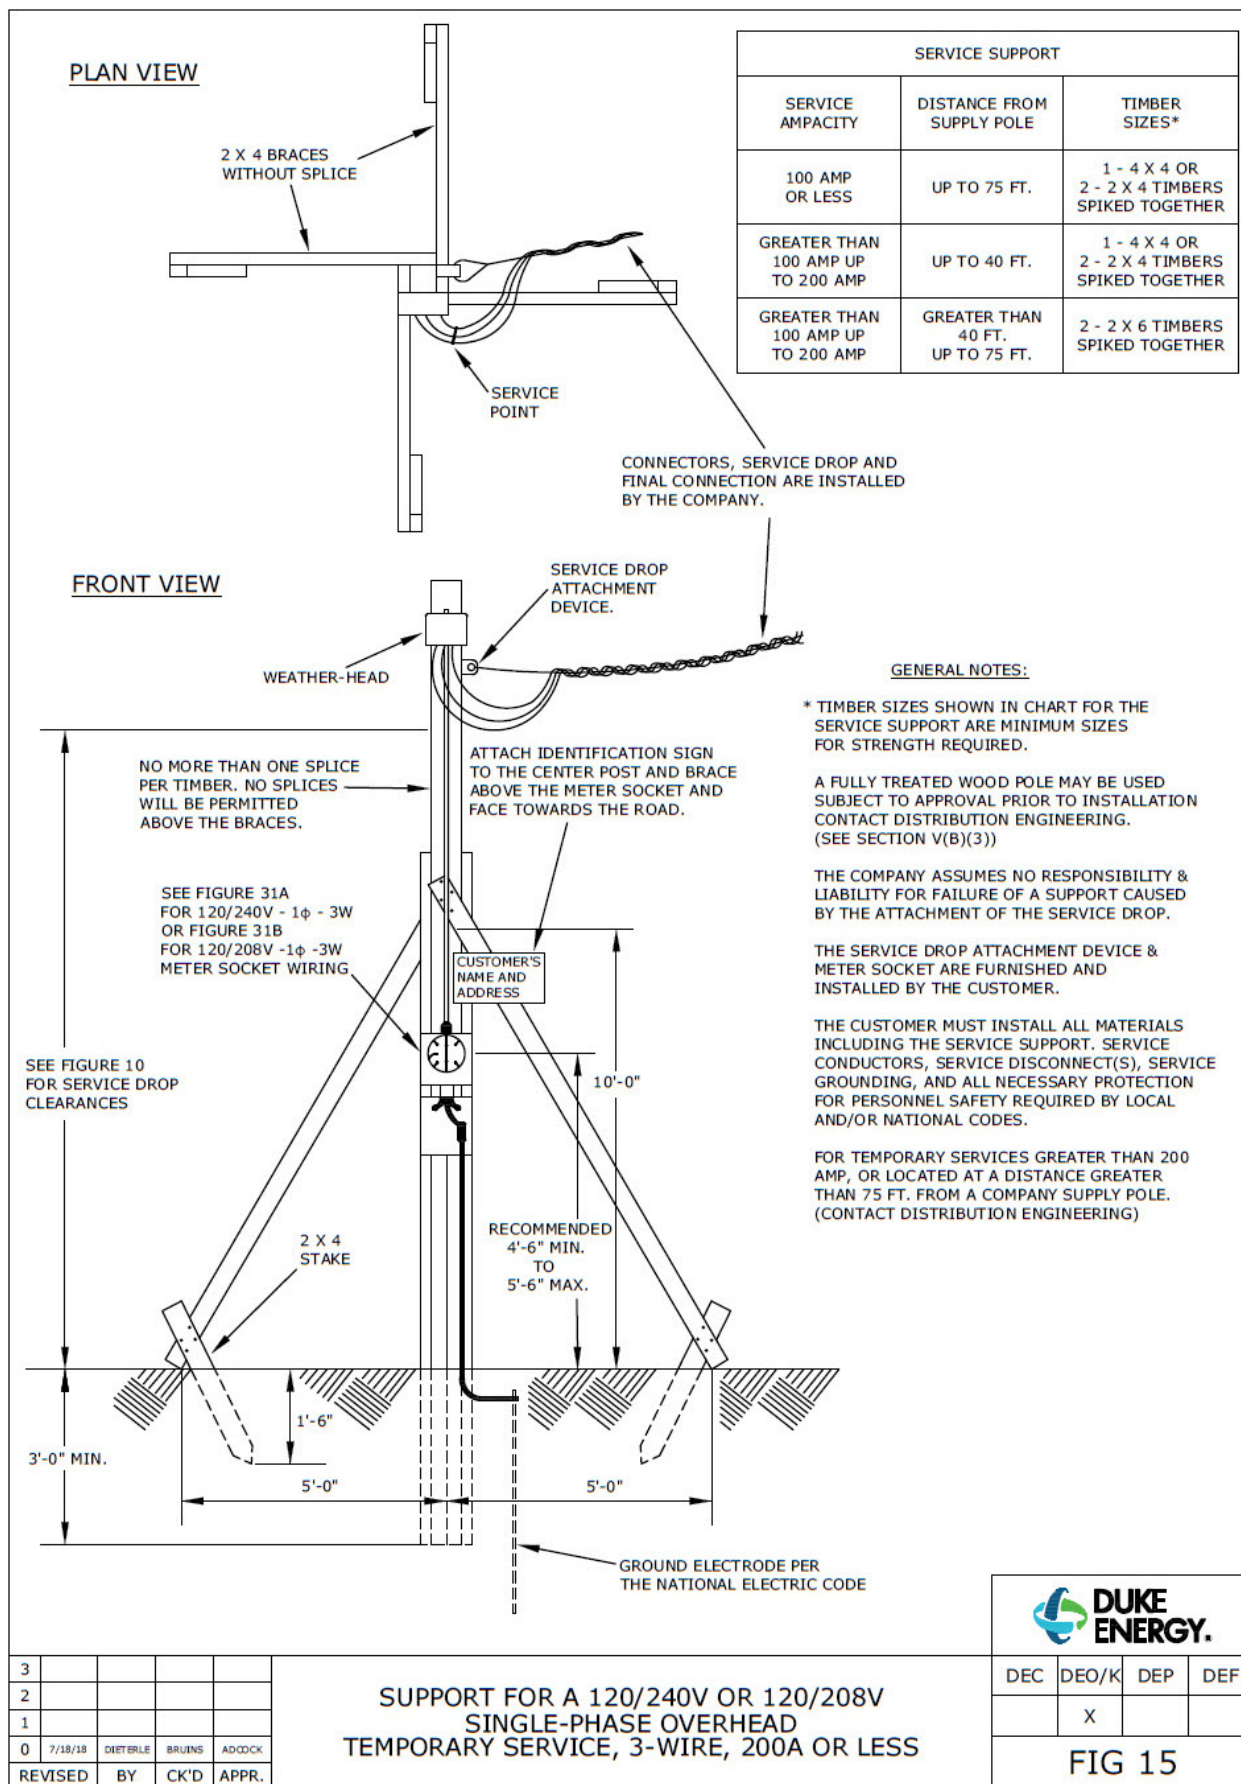 PLAN VIEW
2 X 4 BRACES
WITHOUT SPLICE
SERVICE
POINT
SERVICE SUPPORT
SERVICE
AMPACITY
DISTANCE FROM
SUPPLY POLE
TIMBER
SIZES*
100 AMP
OR LESS
UP TO 75 FT.
1 - 4 X 4 OR
2 - 2 X 4 TIMBERS
SPIKED TOGETHER
GREATER THAN
100 AMP UP
TO 200 AMP
UP TO 40 FT.
1 - 4 X 4 OR
2 - 2 X 4 TIMBERS
SPIKED TOGETHER
GREATER THAN
100 AMP UP
TO 200 AMP
GREATER THAN
40 FT.
UP TO 75 FT.
2 - 2 X 6 TIMBERS
SPIKED TOGETHER
CONNECTORS, SERVICE DROP AND
FINAL CONNECTION ARE INSTALLED
BY THE COMPANY.
FRONT VIEW
SERVICE DROP
ATTACHMENT
DEVICE.
WEATHER-HEAD
NO MORE THAN ONE SPLICE
PER TIMBER. NO SPLICES
WILL BE PERMITTED
ABOVE THE BRACES.
ATTACH IDENTIFICATION SIGN
TO THE CENTER POST AND BRACE
ABOVE THE METER SOCKET AND
FACE TOWARDS THE ROAD.
SEE FIGURE 31A
FOR 120/240V - 1ϕ - 3W
OR FIGURE 31B
FOR 120/208V -1ϕ -3W
METER SOCKET WIRING
CUSTOMER'S
NAME AND
ADDRESS
SEE FIGURE 10
FOR SERVICE DROP
CLEARANCES
10'-0"
RECOMMENDED
4'-6" MIN.
TO
5'-6" MAX.
2 X 4
STAKE
1'-6"
3'-0" MIN.
5'-0"
5'-0"
GROUND ELECTRODE PER
THE NATIONAL ELECTRIC CODE
GENERAL NOTES:
* TIMBER SIZES SHOWN IN CHART FOR THE
SERVICE SUPPORT ARE MINIMUM SIZES
FOR STRENGTH REQUIRED.
A FULLY TREATED WOOD POLE MAY BE USED
SUBJECT TO APPROVAL PRIOR TO INSTALLATION
CONTACT DISTRIBUTION ENGINEERING.
(SEE SECTION V(B)(3))
THE COMPANY ASSUMES NO RESPONSIBILITY &
LIABILITY FOR FAILURE OF A SUPPORT CAUSED
BY THE ATTACHMENT OF THE SERVICE DROP.
THE SERVICE DROP ATTACHMENT DEVICE &
METER SOCKET ARE FURNISHED AND
INSTALLED BY THE CUSTOMER.
THE CUSTOMER MUST INSTALL ALL MATERIALS
INCLUDING THE SERVICE SUPPORT. SERVICE
CONDUCTORS, SERVICE DISCONNECT(S), SERVICE
GROUNDING, AND ALL NECESSARY PROTECTION
FOR PERSONNEL SAFETY REQUIRED BY LOCAL
AND/OR NATIONAL CODES.
FOR TEMPORARY SERVICES GREATER THAN 200
AMP, OR LOCATED AT A DISTANCE GREATER
THAN 75 FT. FROM A COMPANY SUPPLY POLE.
(CONTACT DISTRIBUTION ENGINEERING)
3
2
1
0 7/18/18 DIETERLE BRUINS ADCOCK
REVISED BY CK'D APPR.
SUPPORT FOR A 120/240V OR 120/208V
SINGLE-PHASE OVERHEAD
TEMPORARY SERVICE, 3-WIRE, 200A OR LESS
DUKE
ENERGY.
DEC DEO/K DEP DEF
X
FIG 15